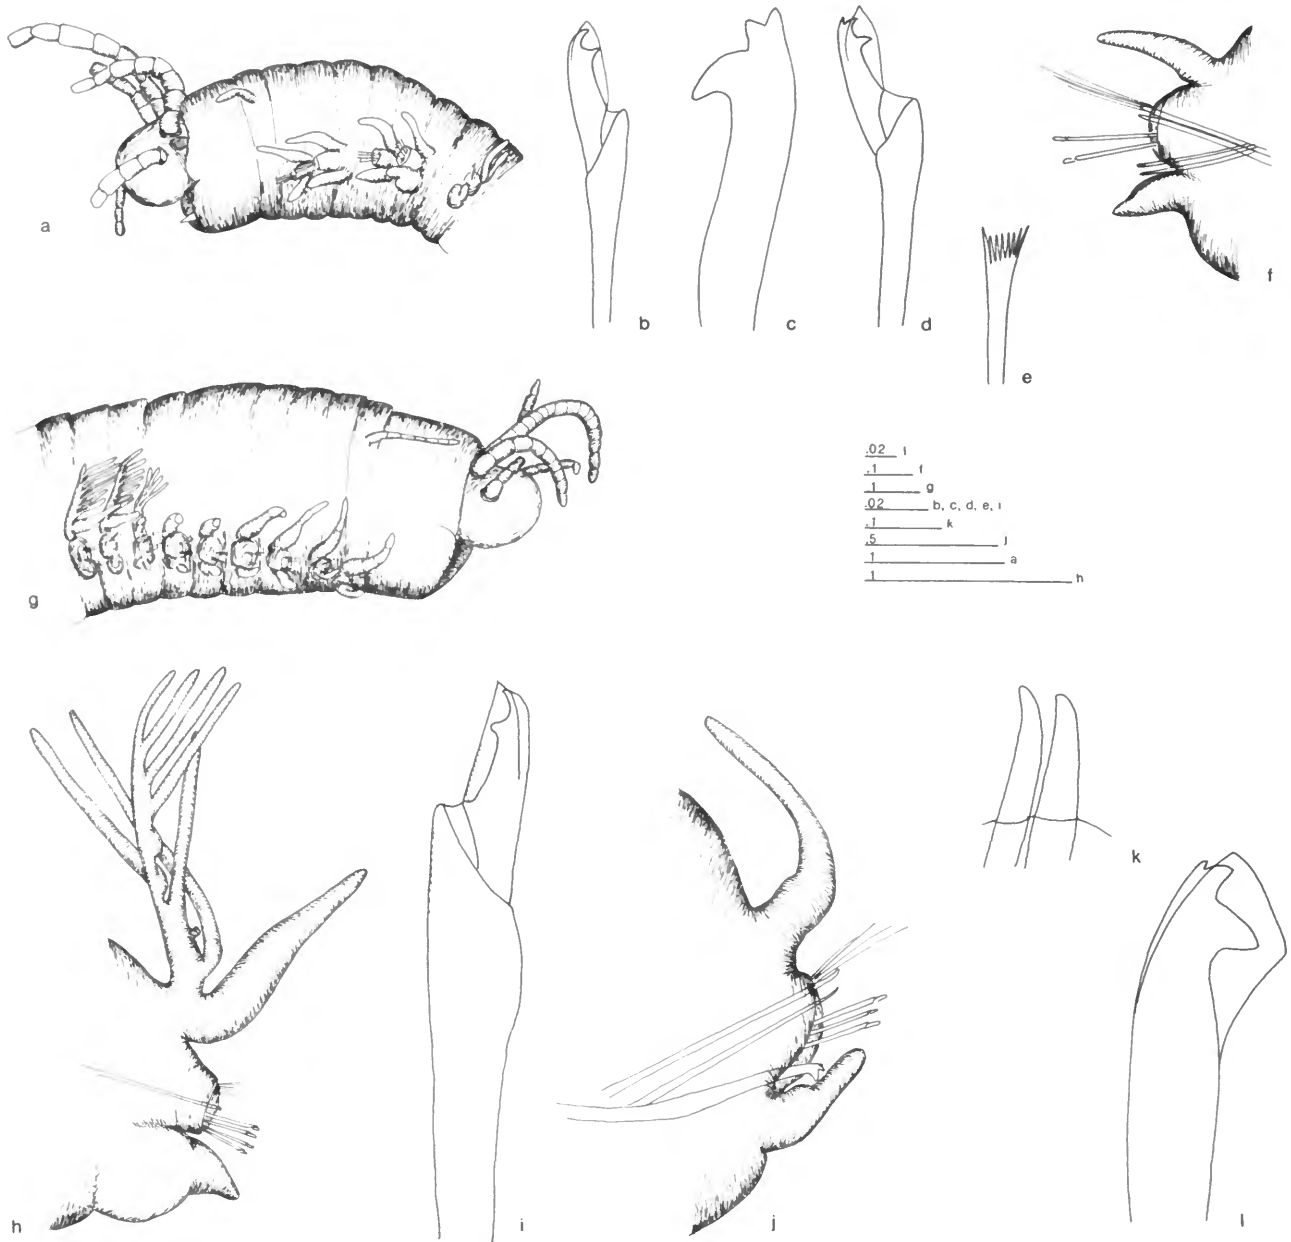 a
b
c
d
e
f
g
.02 l
.1 f
.1 g
.02 b, c, d, e, i
.1 k
.5 j
1 a
1 h
h
i
j
k
l